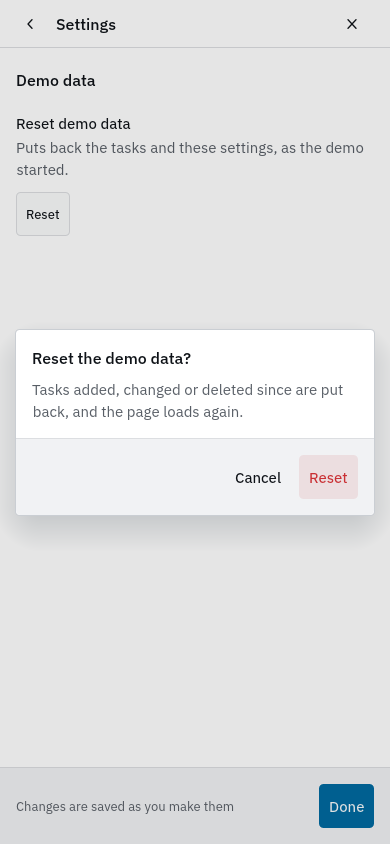 Settings
Demo data
Reset demo data
Puts back the tasks and these settings, as the demo
started.
Reset
Reset the demo data?
Tasks added, changed or deleted since are put
back, and the page loads again.
Cancel
Reset
Changes are saved as you make them
Done